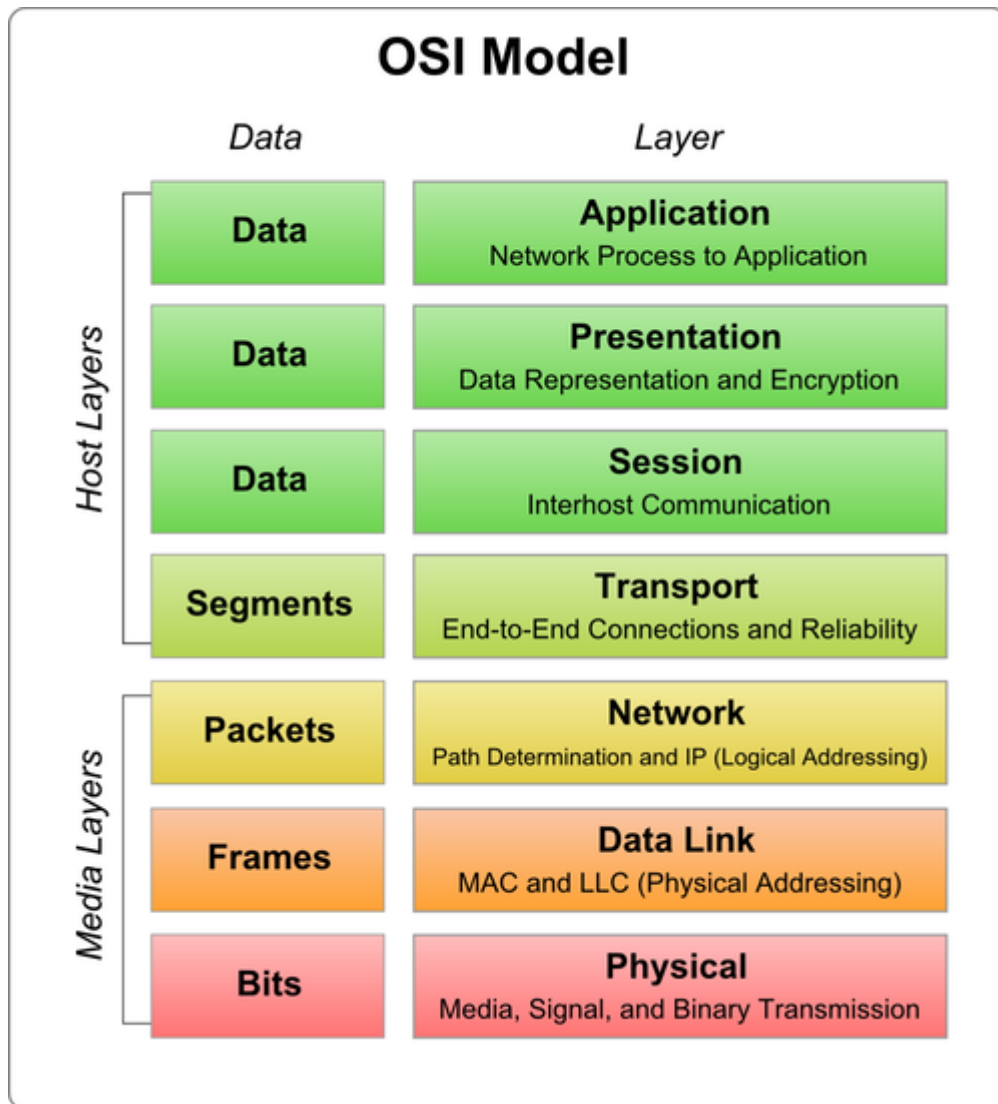 OSI Model
Data Layer
Host Layers
Data
Application
Network Process to Application
Data
Presentation
Data Representation and Encryption
Data
Session
Interhost Communication
Segments
Transport
End-to-End Connections and Reliability
Media Layers
Packets
Network
Path Determination and IP (Logical Addressing)
Frames
Data Link
MAC and LLC (Physical Addressing)
Bits
Physical
Media, Signal, and Binary Transmission